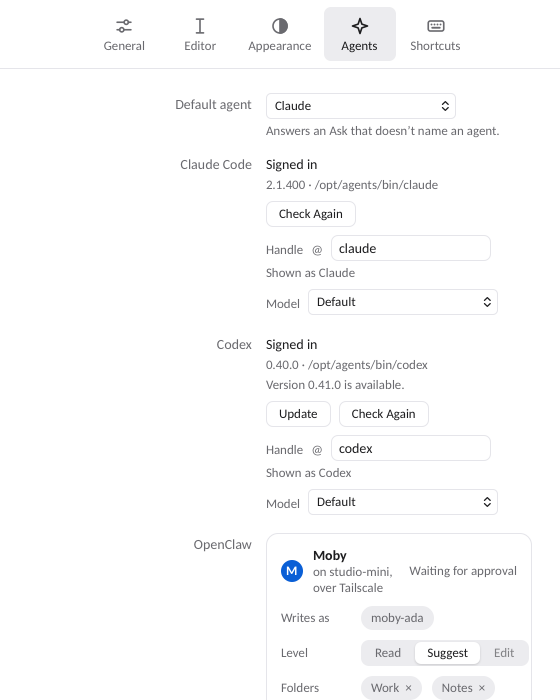 General Editor Appearance Agents Shortcuts
Default agent Claude
Answers an Ask that doesn't name an agent.
Claude Code Signed in
2.1.400 · /opt/agents/bin/claude
Check Again
Handle @ claude
Shown as Claude
Model Default
Codex Signed in
0.40.0 · /opt/agents/bin/codex
Version 0.41.0 is available.
Update Check Again
Handle @ codex
Shown as Codex
Model Default
OpenClaw
Moby
M on studio-mini, Waiting for approval
over Tailscale
Writes as moby-ada
Level Read Suggest Edit
Folders Work × Notes ×